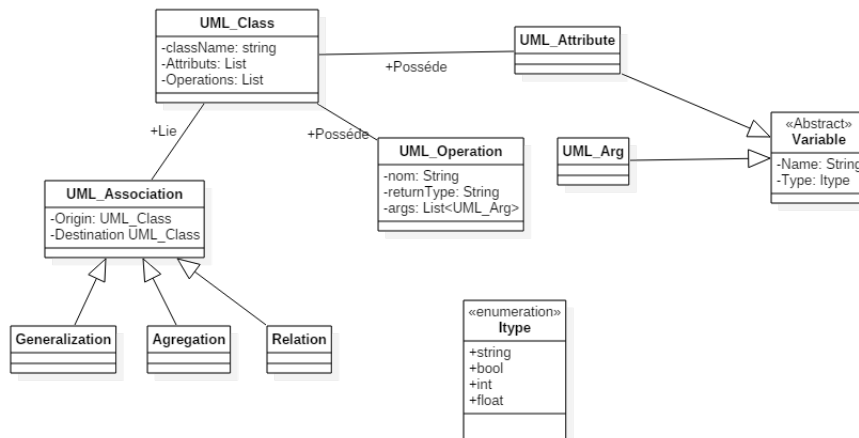 UML_Class
-className: string
-Attributs: List
-Operations: List
+Posséde
UML_Attribute
+Lie
+Posséde
UML_Operation
-nom: String
-returnType: String
-args: List<UML_Arg>
UML_Arg
«Abstract»
Variable
-Name: String
-Type: Itype
UML_Association
-Origin: UML_Class
-Destination UML_Class
Generalization
Agregation
Relation
«enumeration»
Itype
+string
+bool
+int
+float